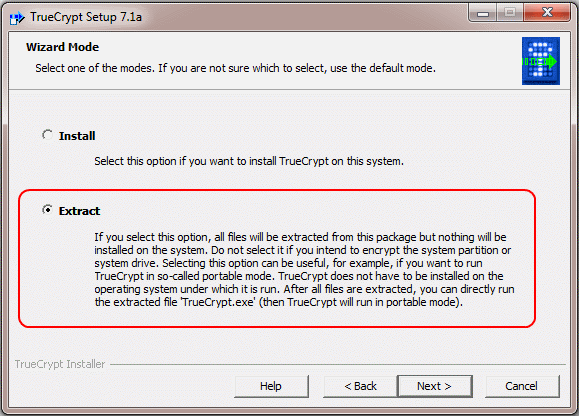 TrueCrypt Setup 7.1a
Wizard Mode
Select one of the modes. If you are not sure which to select, use the default mode.
Install
Select this option if you want to install TrueCrypt on this system.
Extract
If you select this option, all files will be extracted from this package but nothing will be
installed on the system. Do not select it if you intend to encrypt the system partition or
system drive. Selecting this option can be useful, for example, if you want to run
TrueCrypt in so-called portable mode. TrueCrypt does not have to be installed on the
operating system under which it is run. After all files are extracted, you can directly run
the extracted file 'TrueCrypt.exe' (then TrueCrypt will run in portable mode).
TrueCrypt Installer
Help < Back Next > Cancel